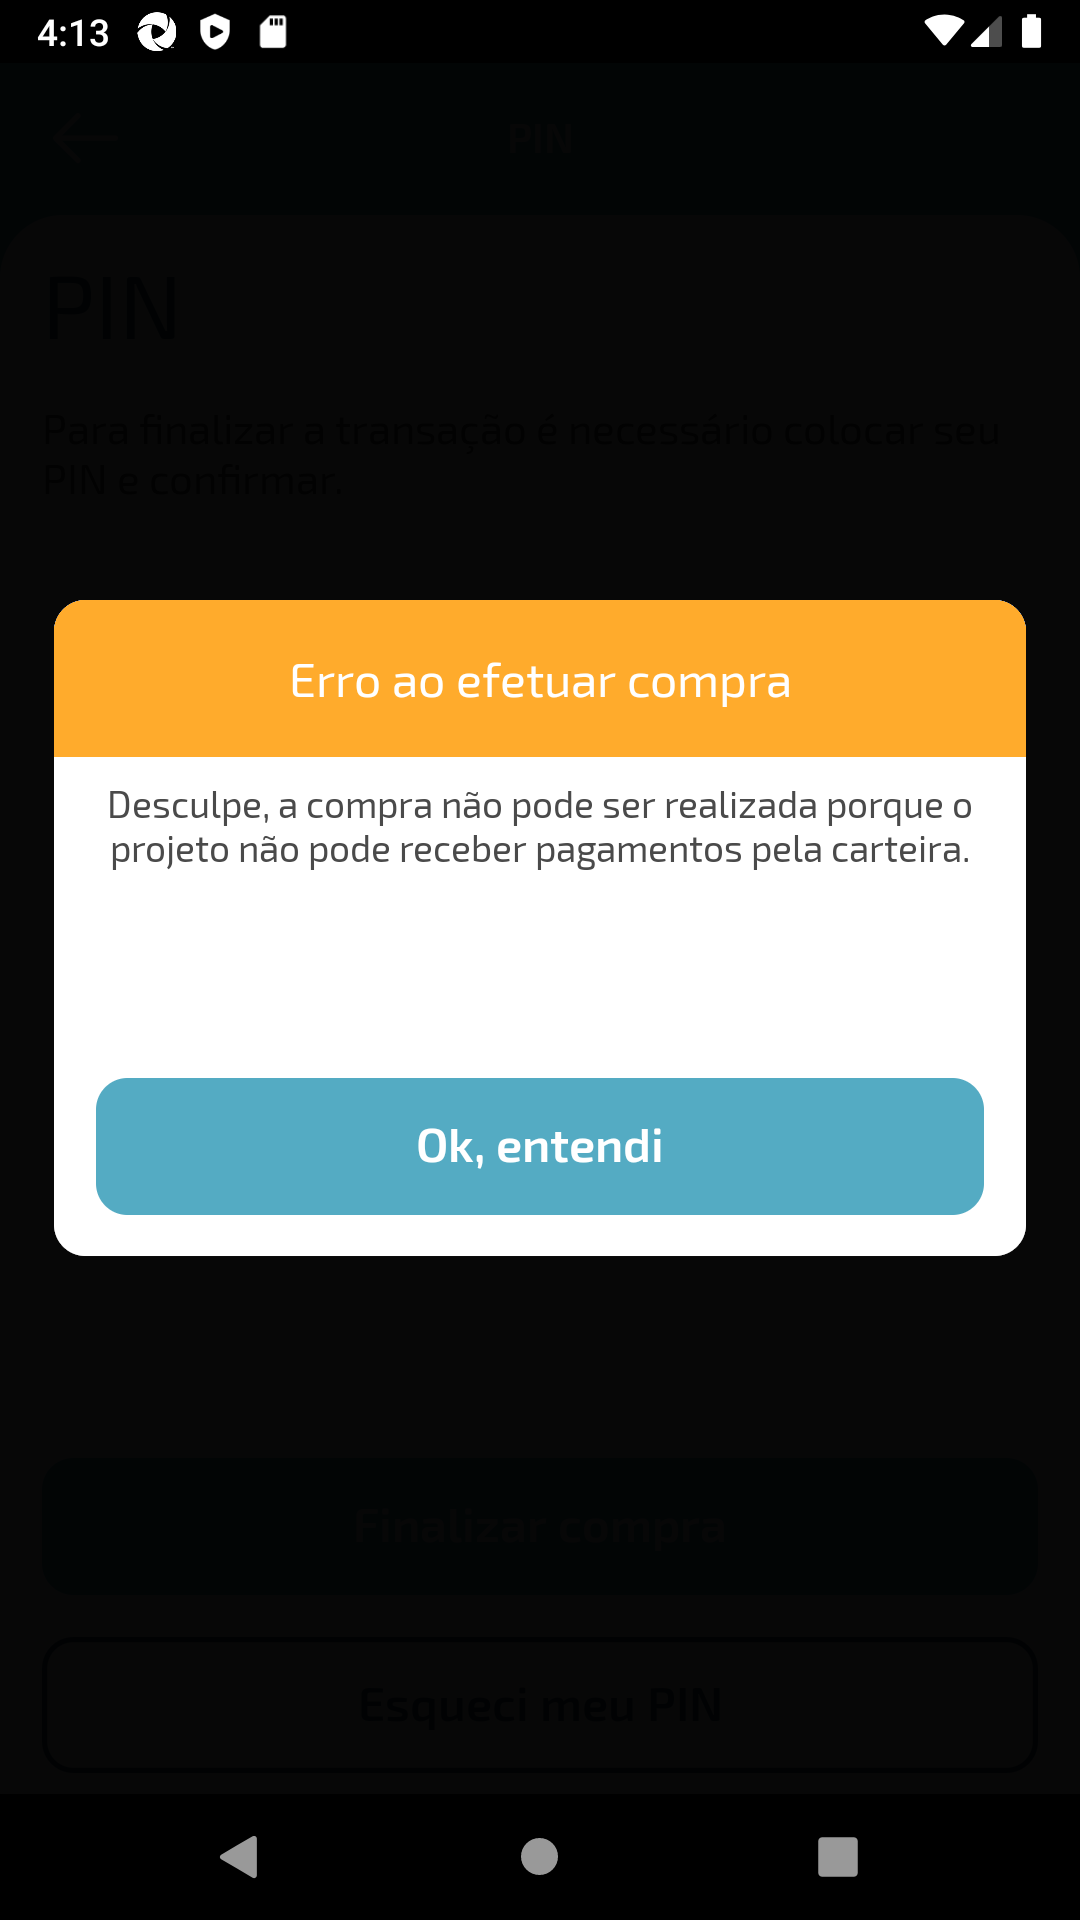 4:13
PIN
PIN
Para finalizar a transação é necessário colocar seu
PIN e confirmar.
Erro ao efetuar compra
Desculpe, a compra não pode ser realizada porque o
projeto não pode receber pagamentos pela carteira.
Ok, entendi
Finalizar compra
Esqueci meu PIN